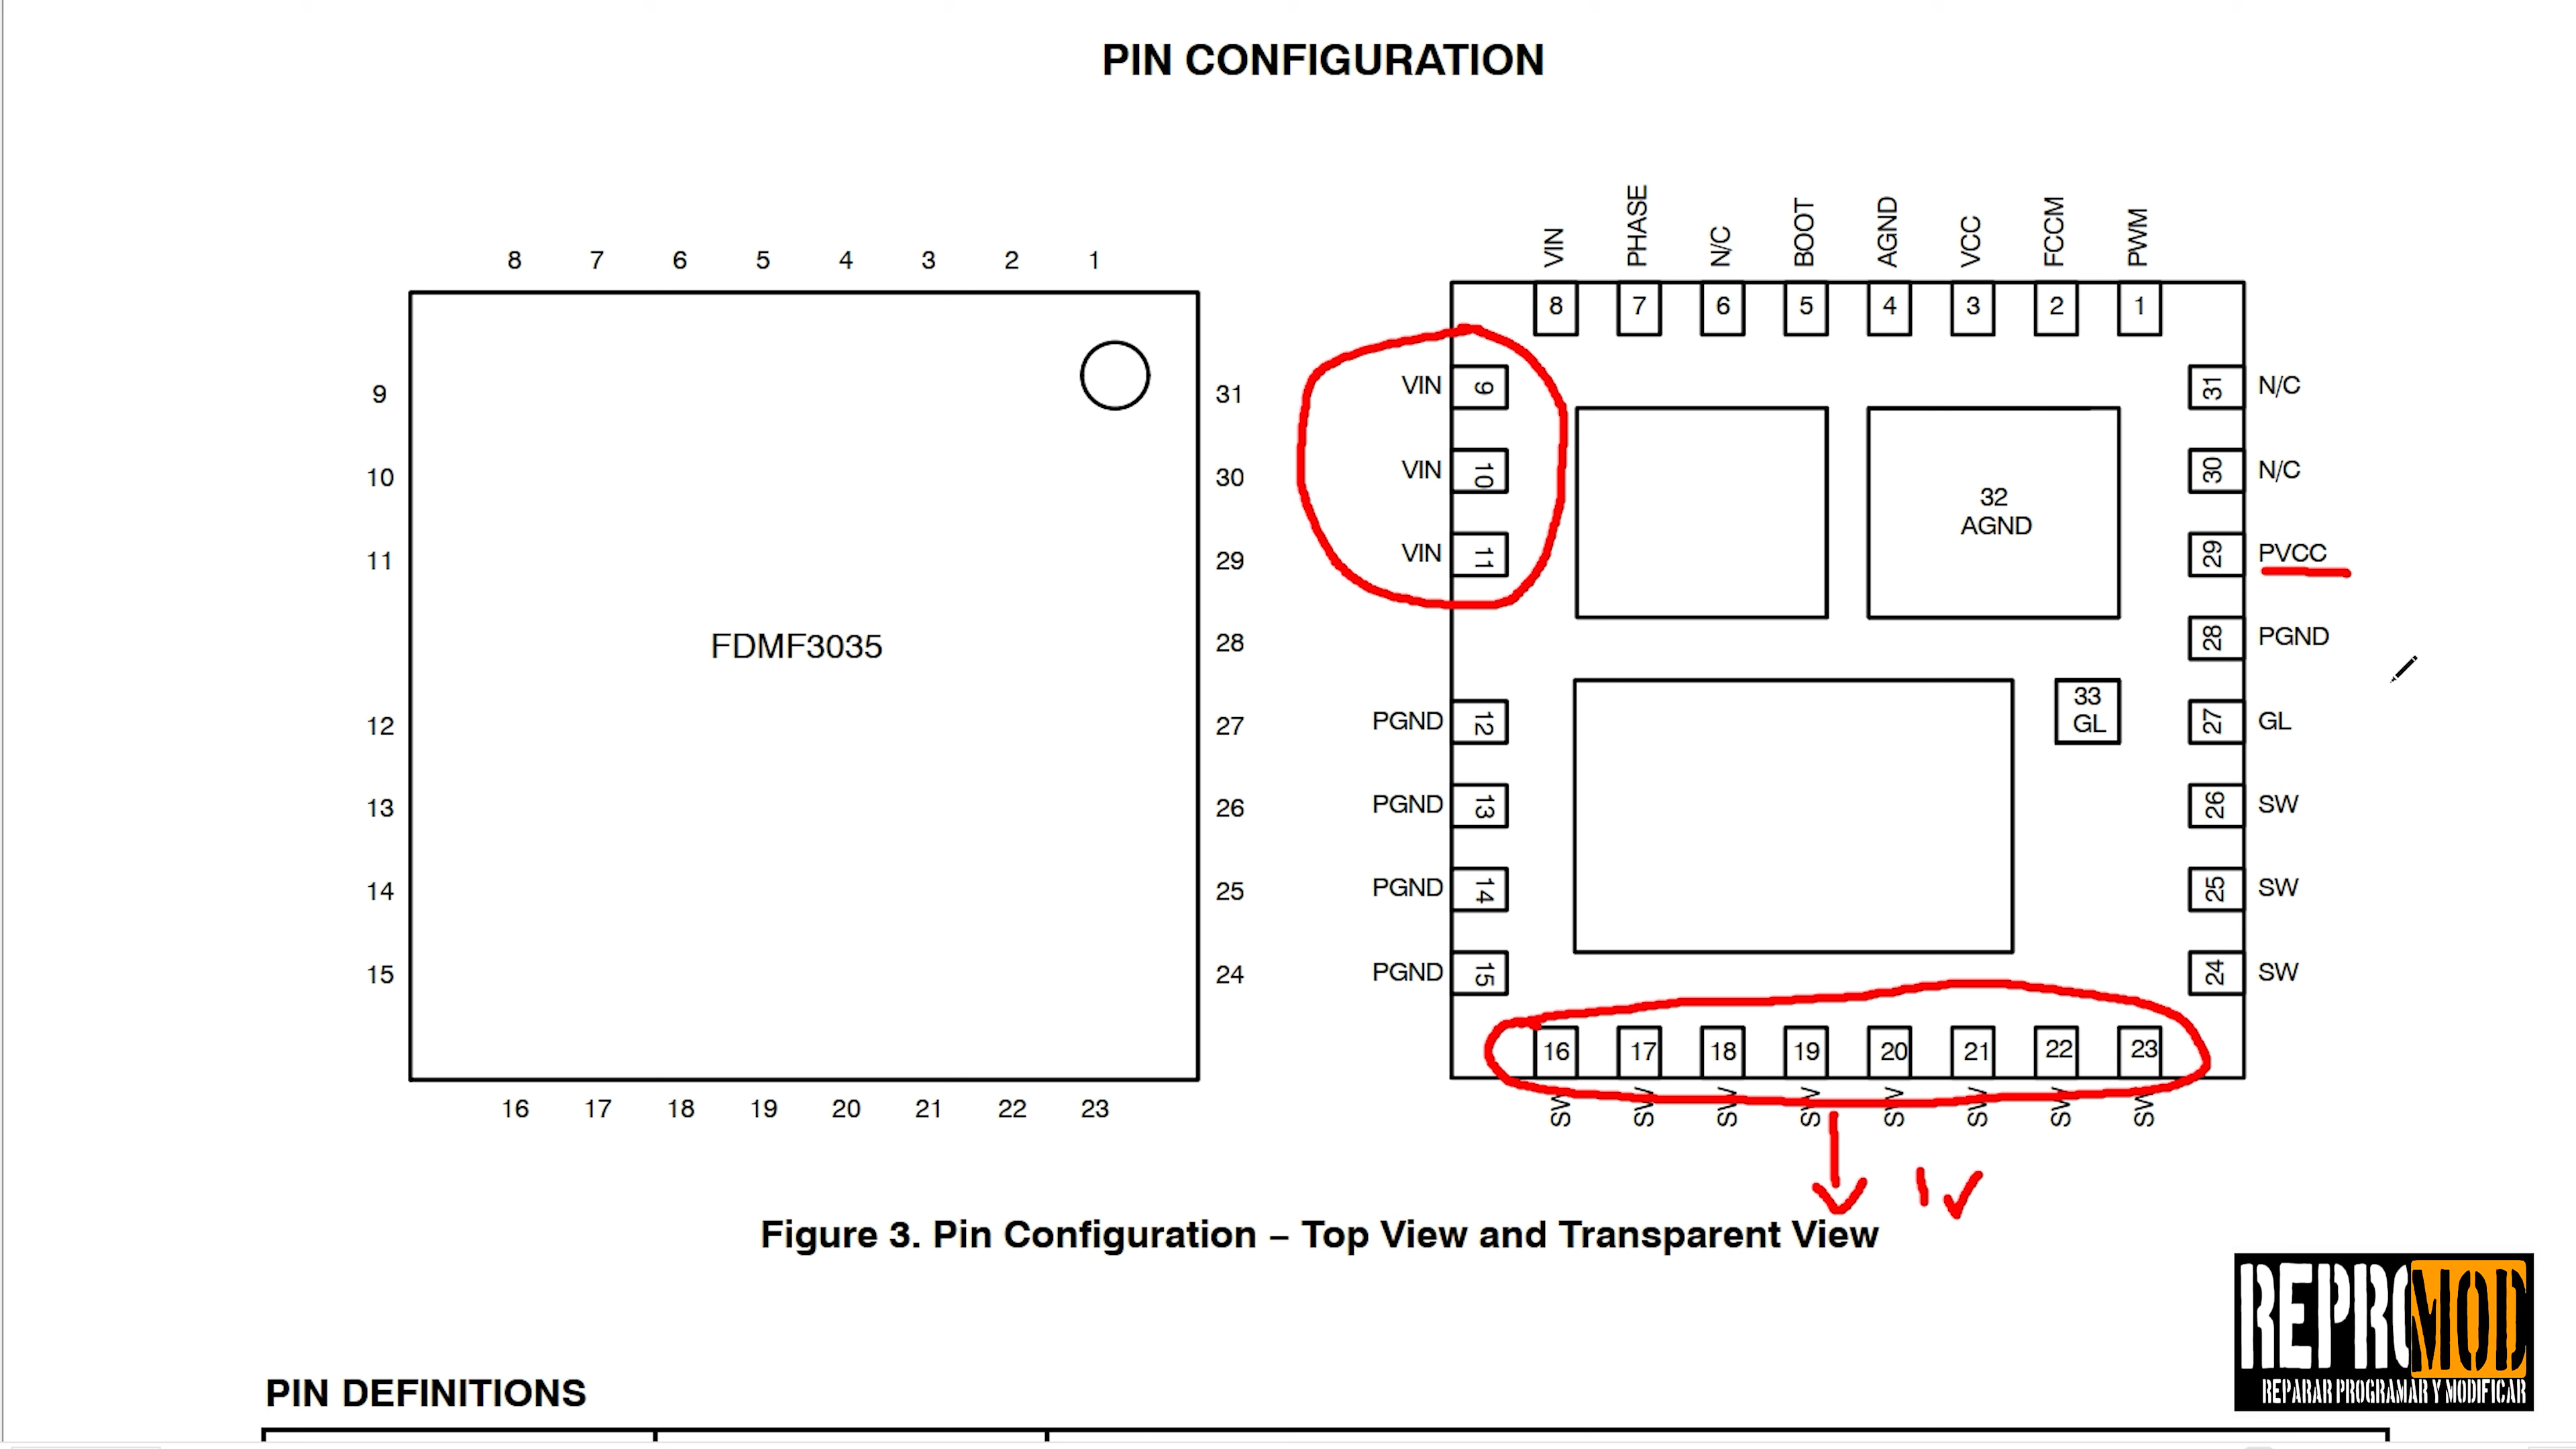 PIN CONFIGURATION
VIN PHASE N/C BOOT AGND VCC FCCM PWM
8 7 6 5 4 3 2 1
8 7 6 5 4 3 2 1
9 31
VIN 9 31 N/C
10 30
VIN 10 30 N/C
32
AGND
11 29
VIN 11 29 PVCC
28
28 PGND
FDMF3035
33
GL
12 27
PGND 12 27 GL
13 26
PGND 13 26 SW
14 25
PGND 14 25 SW
15 24
PGND 15 24 SW
16 17 18 19 20 21 22 23
16 17 18 19 20 21 22 23
SW SW SW SW SW SW SW SW
1V
Figure 3. Pin Configuration – Top View and Transparent View
REPROMOD
REPARAR PROGRAMAR Y MODIFICAR
PIN DEFINITIONS